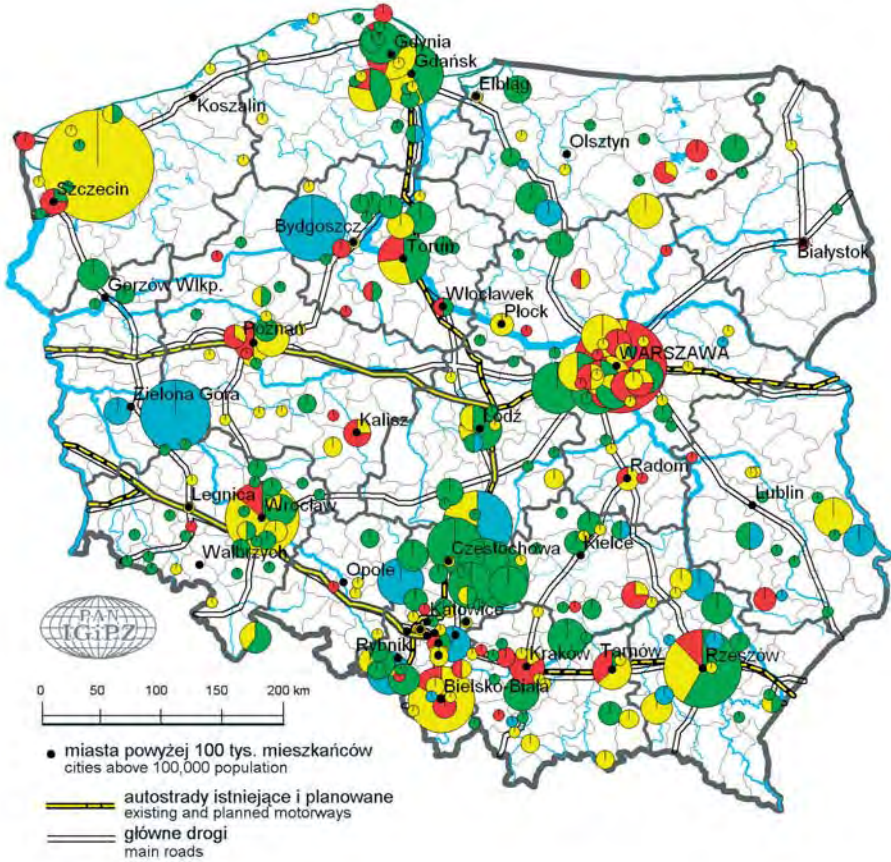 Gdynia
Gdańsk
Elbląg
Koszalin
Olsztyn
Szczecin
Bydgoszcz
Toruń
Białystok
Gorzów Wlkp.
Włocławek
Płock
Poznań
WARSZAWA
Zielona Góra
Kalisz
Łódź
Radom
Legnica
Wrocław
Lublin
Wałbrzych
Częstochowa
Kielce
Opole
PAN
IGiPZ
Katowice
Rybnik
Kraków
Tarnów
Rzeszów
Bielsko-Biała
0 50 100 150 200 km
miasta powyżej 100 tys. mieszkańców
cities above 100,000 population
autostrady istniejące i planowane
existing and planned motorways
główne drogi
main roads